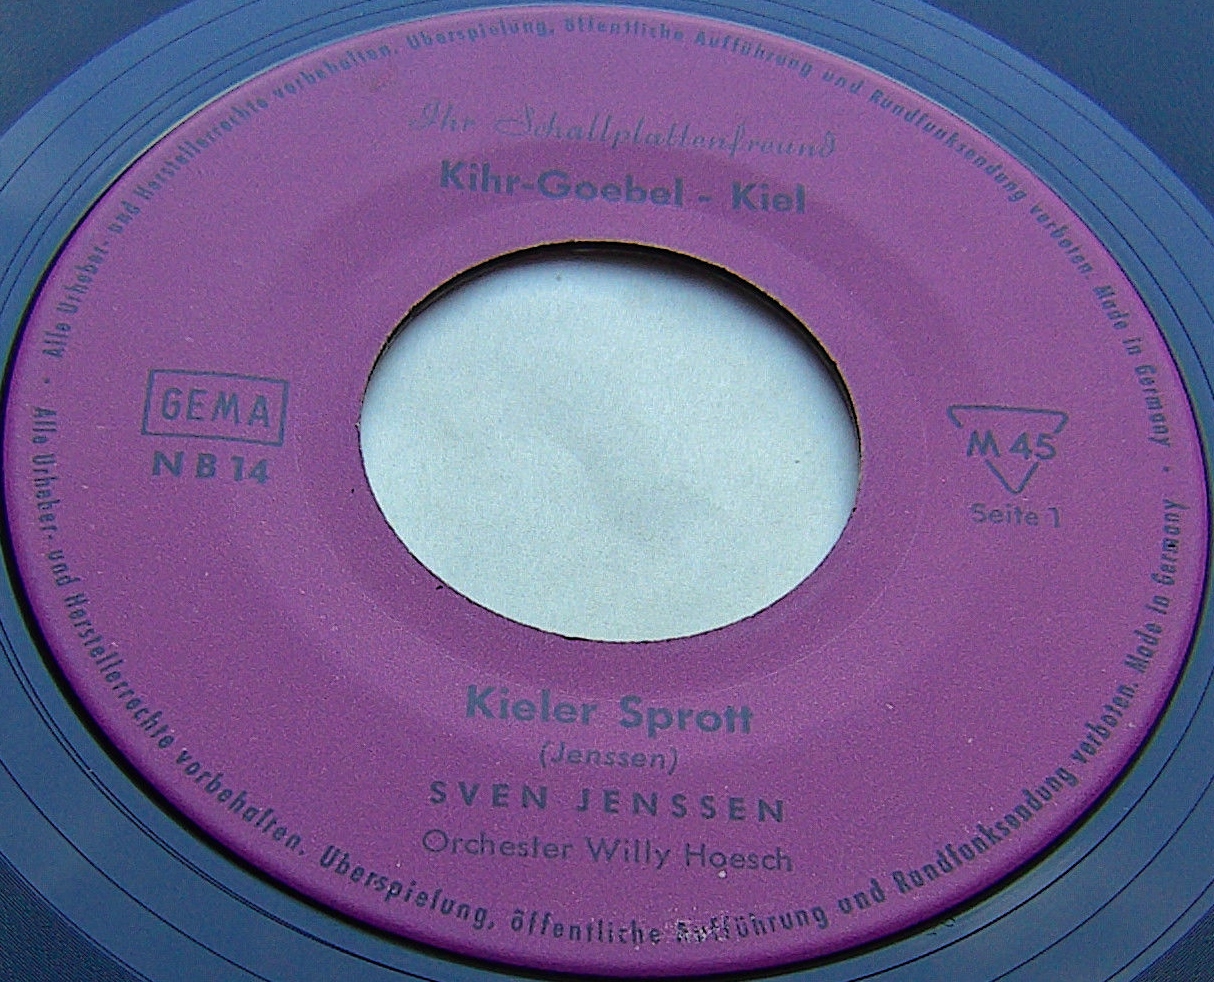 Alle Urheber- und Herstellerrechte vorbehalten. Überspielung, öffentliche Aufführung und Rundfunksendung verboten. Made in Germany
Ihr Schallplattenfreund
Kihr-Goebel - Kiel
GEMA
NB 14
M 45
Seite 1
Kieler Sprott
(Jenssen)
SVEN JENSSEN
Orchester Willy Hoesch
Alle Urheber- und Herstellerrechte vorbehalten. Überspielung, öffentliche Aufführung und Rundfunksendung verboten. Made in Germany